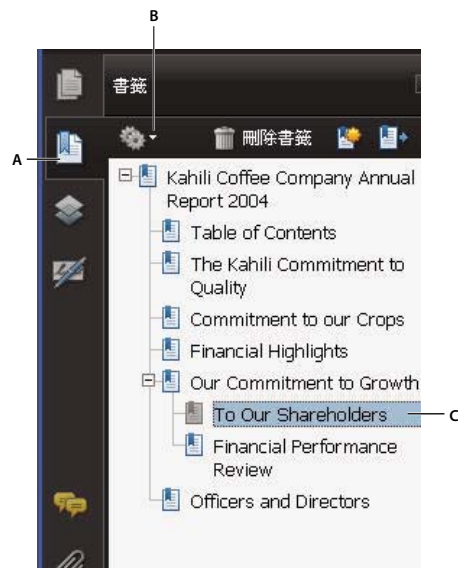 B
書籤
A
刪除書籤
Kahili Coffee Company Annual
Report 2004
Table of Contents
The Kahili Commitment to
Quality
Commitment to our Crops
Financial Highlights
Our Commitment to Growth
To Our Shareholders
C
Financial Performance
Review
Officers and Directors